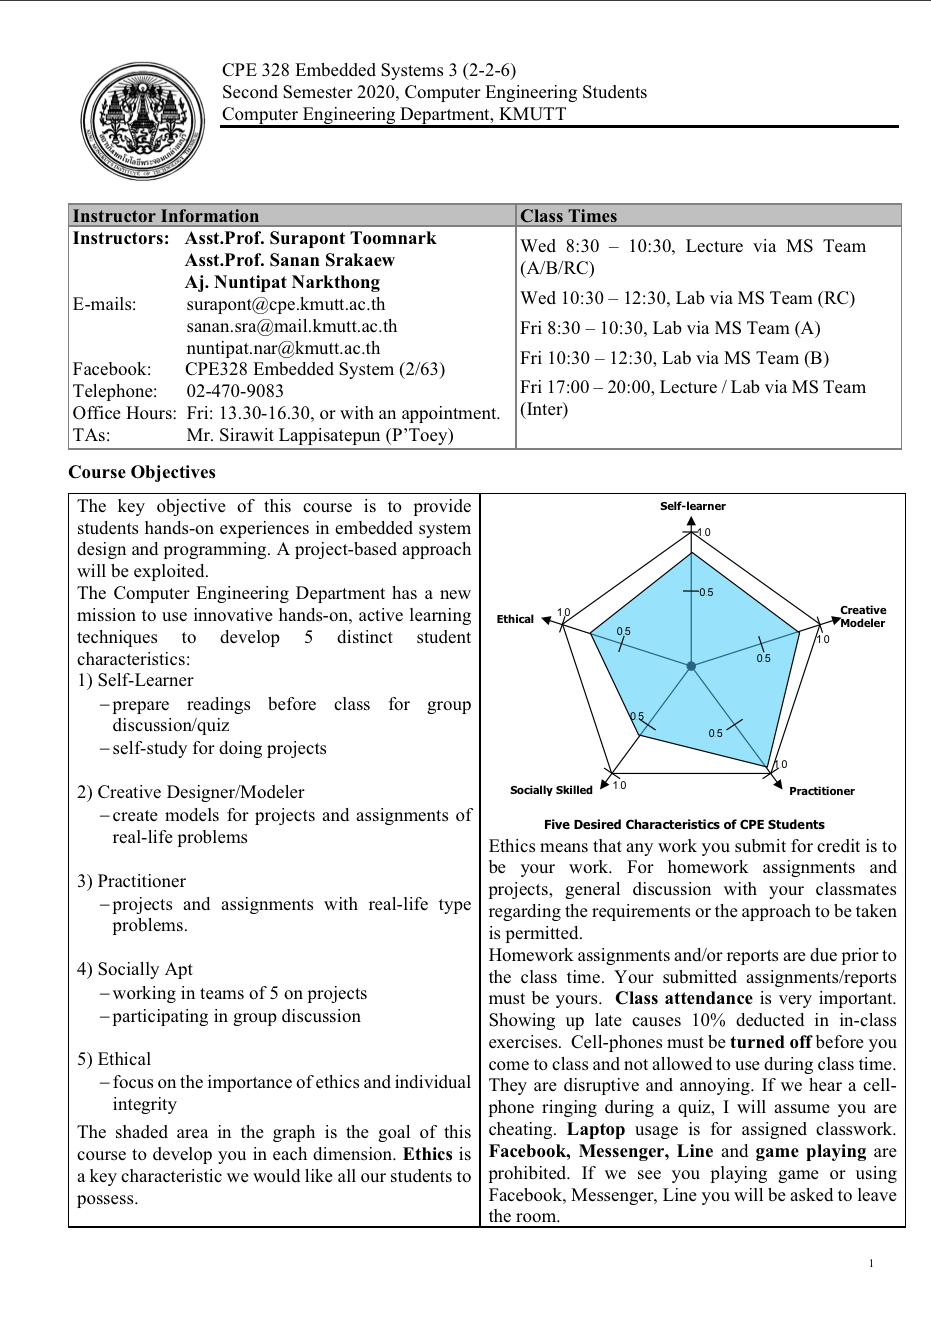 CPE 328 Embedded Systems 3 (2-2-6)
Second Semester 2020, Computer Engineering Students
Computer Engineering Department, KMUTT
Instructor Information
Instructors: Asst.Prof. Surapont Toomnark
Asst.Prof. Sanan Srakaew
Aj. Nuntipat Narkthong
E-mails: surapont@cpe.kmutt.ac.th
sanan.sra@mail.kmutt.ac.th
nuntipat.nar@kmutt.ac.th
Facebook: CPE328 Embedded System (2/63)
Telephone: 02-470-9083
Office Hours: Fri: 13.30-16.30, or with an appointment.
TAs: Mr. Sirawit Lappisatepun (P’Toey)
Class Times
Wed 8:30 – 10:30, Lecture via MS Team
(A/B/RC)
Wed 10:30 – 12:30, Lab via MS Team (RC)
Fri 8:30 – 10:30, Lab via MS Team (A)
Fri 10:30 – 12:30, Lab via MS Team (B)
Fri 17:00 – 20:00, Lecture / Lab via MS Team
(Inter)
Course Objectives
The key objective of this course is to provide
students hands-on experiences in embedded system
design and programming. A project-based approach
will be exploited.
The Computer Engineering Department has a new
mission to use innovative hands-on, active learning
techniques to develop 5 distinct student
characteristics:
1) Self-Learner
–prepare readings before class for group
discussion/quiz
–self-study for doing projects
2) Creative Designer/Modeler
–create models for projects and assignments of
real-life problems
3) Practitioner
–projects and assignments with real-life type
problems.
4) Socially Apt
–working in teams of 5 on projects
–participating in group discussion
5) Ethical
–focus on the importance of ethics and individual
integrity
The shaded area in the graph is the goal of this
course to develop you in each dimension. Ethics is
a key characteristic we would like all our students to
possess.
Self-learner
1 0
0 5
Creative
Modeler
1 0
0 5
Ethical
1 0
0 5
0 5
0 5
1 0
1 0
Socially Skilled
Practitioner
Five Desired Characteristics of CPE Students
Ethics means that any work you submit for credit is to
be your work. For homework assignments and
projects, general discussion with your classmates
regarding the requirements or the approach to be taken
is permitted.
Homework assignments and/or reports are due prior to
the class time. Your submitted assignments/reports
must be yours. Class attendance is very important.
Showing up late causes 10% deducted in in-class
exercises. Cell-phones must be turned off before you
come to class and not allowed to use during class time.
They are disruptive and annoying. If we hear a cell-
phone ringing during a quiz, I will assume you are
cheating. Laptop usage is for assigned classwork.
Facebook, Messenger, Line and game playing are
prohibited. If we see you playing game or using
Facebook, Messenger, Line you will be asked to leave
the room.
1